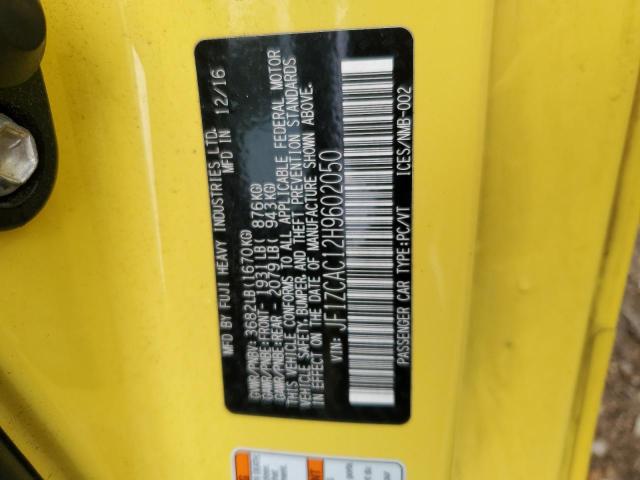 MFD BY FUJI HEAVY INDUSTRIES LTD.
MFD IN 12/16
GVWR/PNBV: 3682LB(1670KG)
GAWR/PNBE:FRONT- 1931LB( 876KG)
GAWR/PNBE:REAR - 2079LB( 943KG)
THIS VEHICLE CONFORMS TO ALL APPLICABLE FEDERAL MOTOR
VEHICLE SAFETY, BUMPER, AND THEFT PREVENTION STANDARDS
IN EFFECT ON THE DATE OF MANUFACTURE SHOWN ABOVE.
VIN: JF1ZCAC12H9602050
PASSENGER CAR TYPE:PC/VT ICES/NMB-002